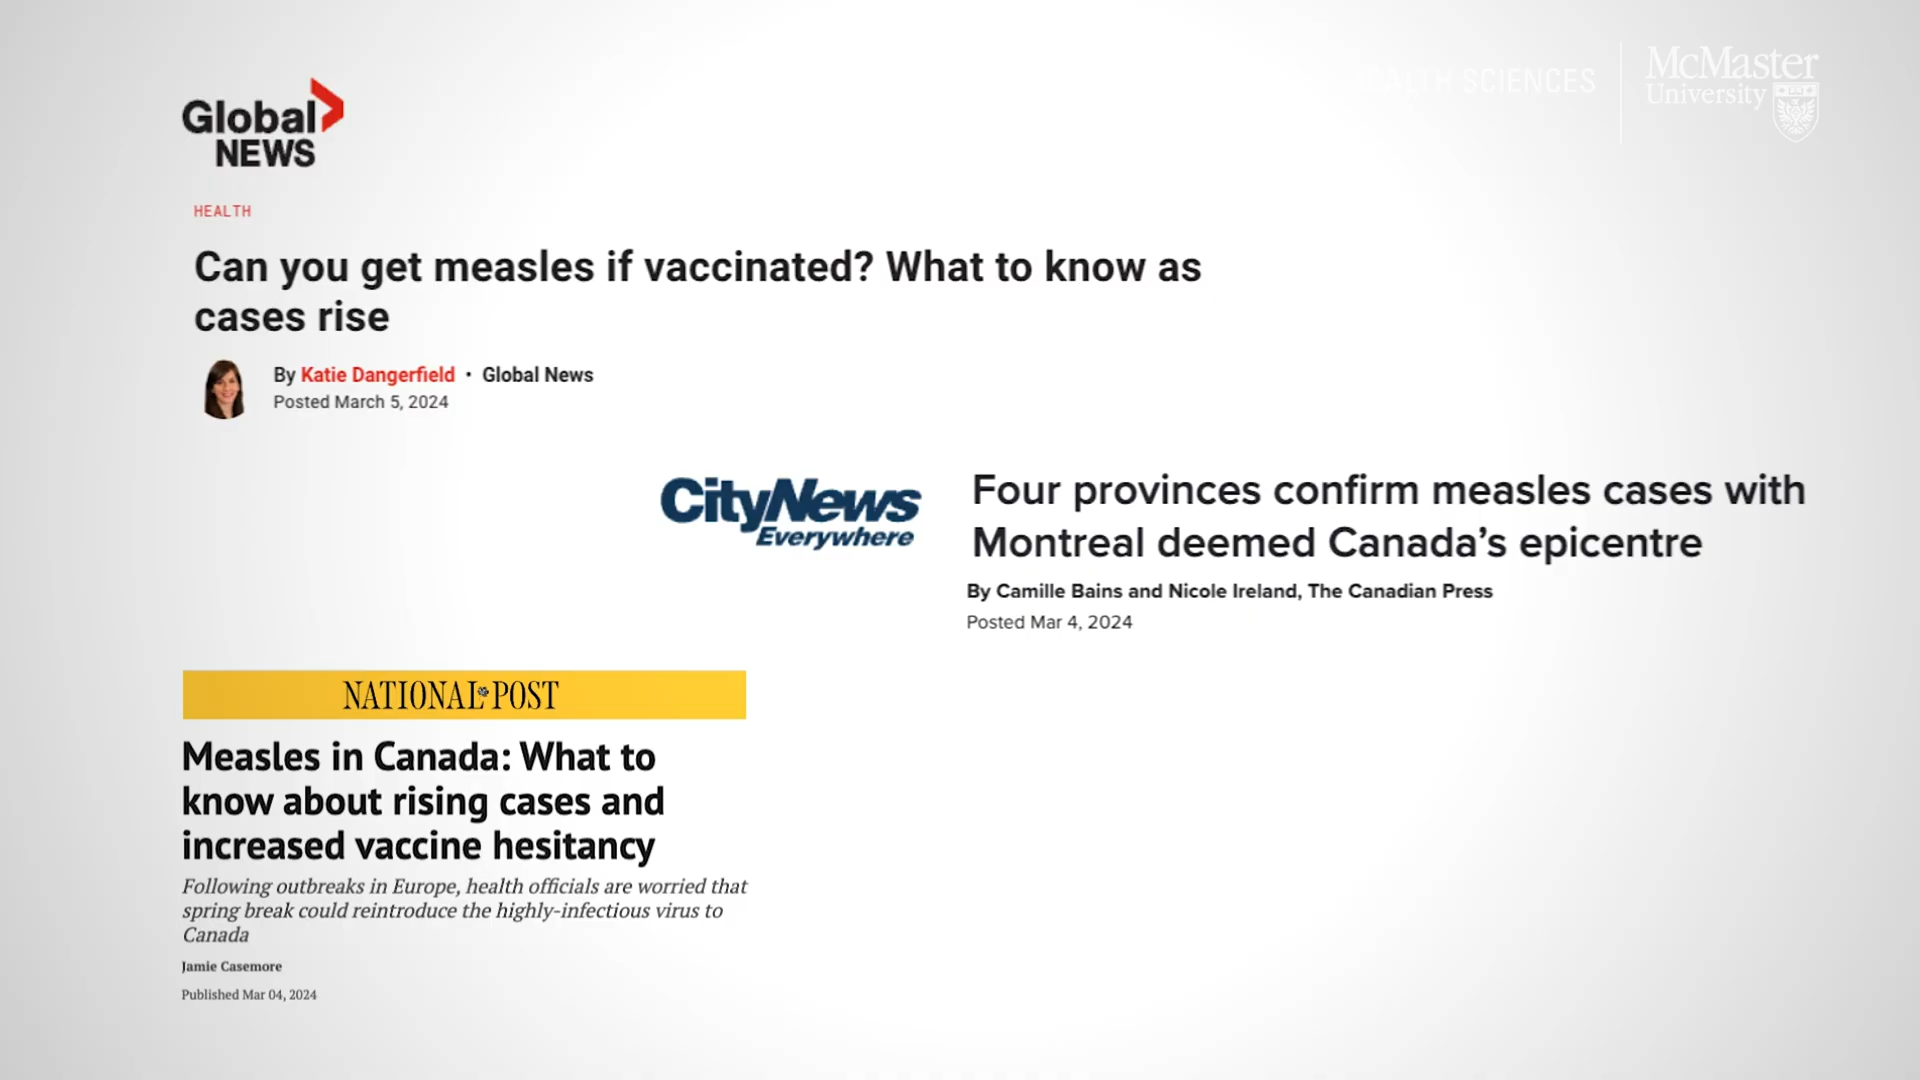 Global
NEWS
HEALTH SCIENCES
McMaster
University
HEALTH
Can you get measles if vaccinated? What to know as
cases rise
By Katie Dangerfield • Global News
Posted March 5, 2024
CityNews
Everywhere
Four provinces confirm measles cases with
Montreal deemed Canada’s epicentre
By Camille Bains and Nicole Ireland, The Canadian Press
Posted Mar 4, 2024
NATIONAL POST
Measles in Canada: What to
know about rising cases and
increased vaccine hesitancy
Following outbreaks in Europe, health officials are worried that
spring break could reintroduce the highly-infectious virus to
Canada
Jamie Casemore
Published Mar 04, 2024